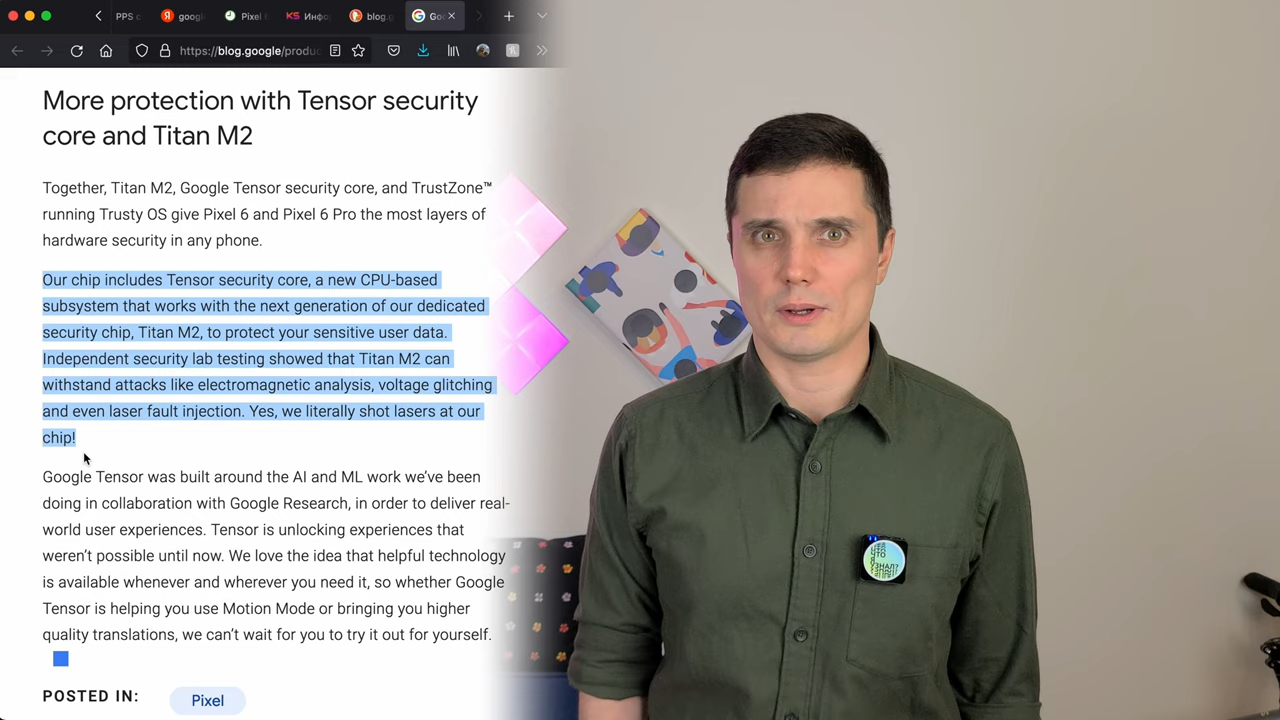 PPS
googl
Pixel
KS Инфо
blog.g
Goo
https://blog.google/produc
More protection with Tensor security
core and Titan M2
Together, Titan M2, Google Tensor security core, and TrustZone™
running Trusty OS give Pixel 6 and Pixel 6 Pro the most layers of
hardware security in any phone.
Our chip includes Tensor security core, a new CPU-based
subsystem that works with the next generation of our dedicated
security chip, Titan M2, to protect your sensitive user data.
Independent security lab testing showed that Titan M2 can
withstand attacks like electromagnetic analysis, voltage glitching
and even laser fault injection. Yes, we literally shot lasers at our
chip!
Google Tensor was built around the AI and ML work we’ve been
doing in collaboration with Google Research, in order to deliver real-
world user experiences. Tensor is unlocking experiences that
weren’t possible until now. We love the idea that helpful technology
is available whenever and wherever you need it, so whether Google
Tensor is helping you use Motion Mode or bringing you higher
quality translations, we can’t wait for you to try it out for yourself.
POSTED IN:
Pixel